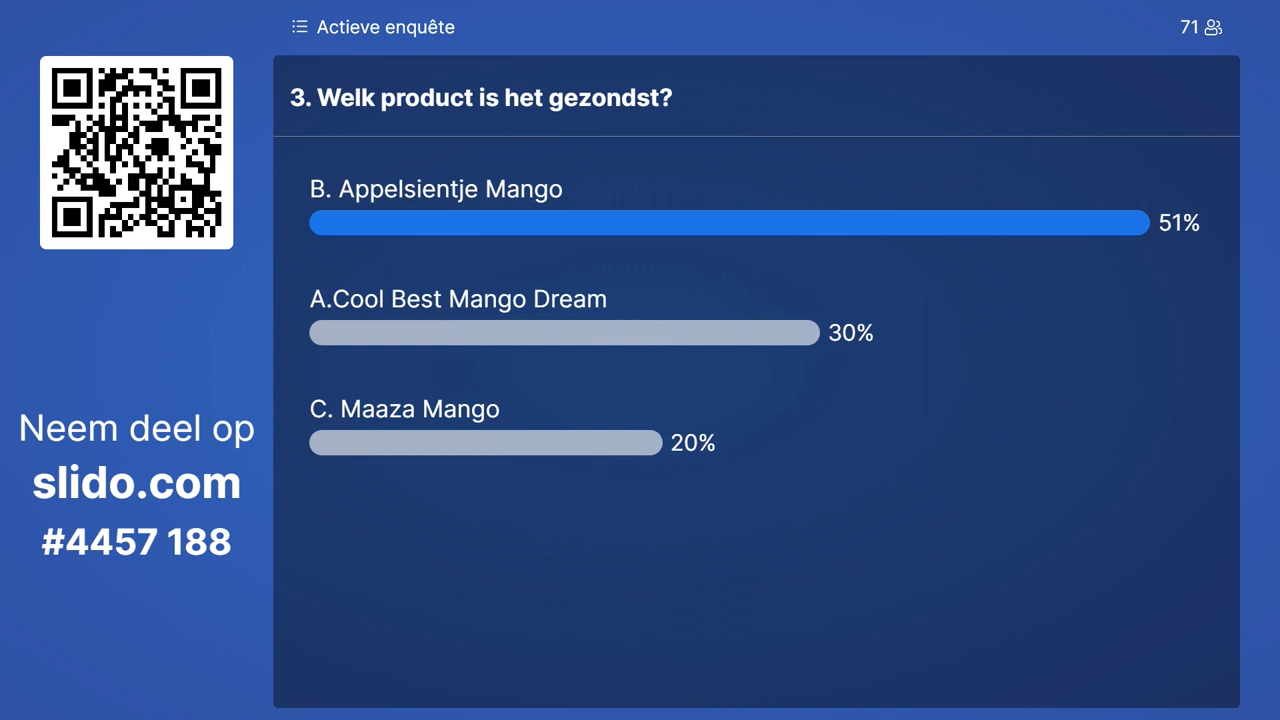 Actieve enquête
71
3. Welk product is het gezondst?
B. Appelsientje Mango
51%
A.Cool Best Mango Dream
30%
C. Maaza Mango
20%
Neem deel op
slido.com
#4457 188